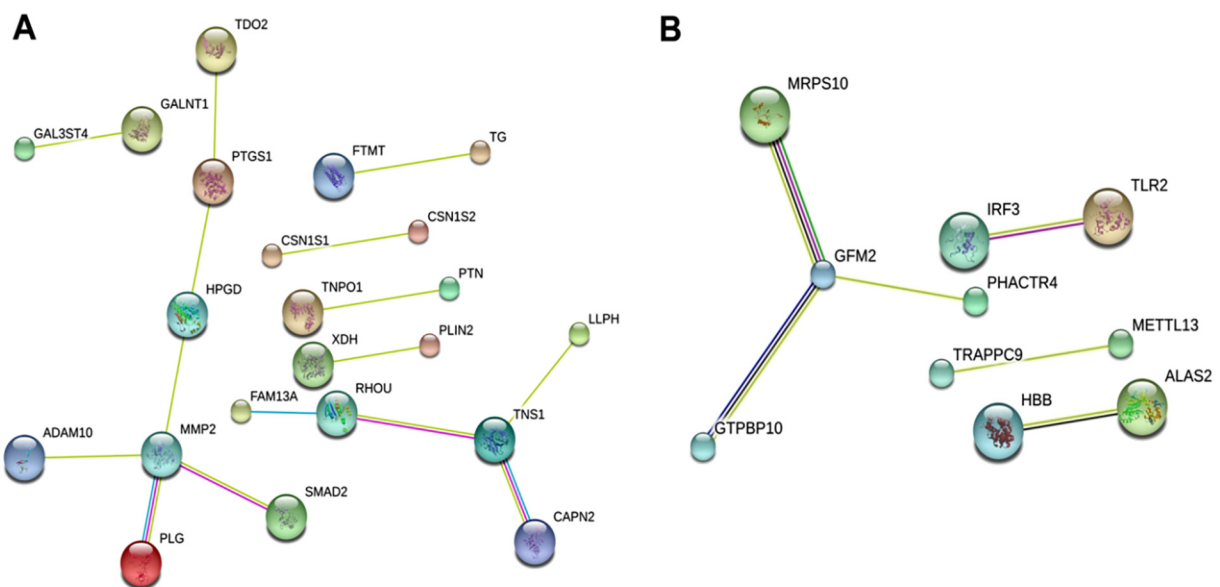 A
TDO2
GALNT1
GAL3ST4
PTGS1
FTMT
TG
CSN1S2
CSN1S1
HPGD
TNPO1
PTN
LLPH
XDH
PLIN2
FAM13A
RHOU
TNS1
ADAM10
MMP2
SMAD2
CAPN2
PLG
B
MRPS10
TLR2
IRF3
GFM2
PHACTR4
METTL13
TRAPPC9
ALAS2
HBB
GTPBP10